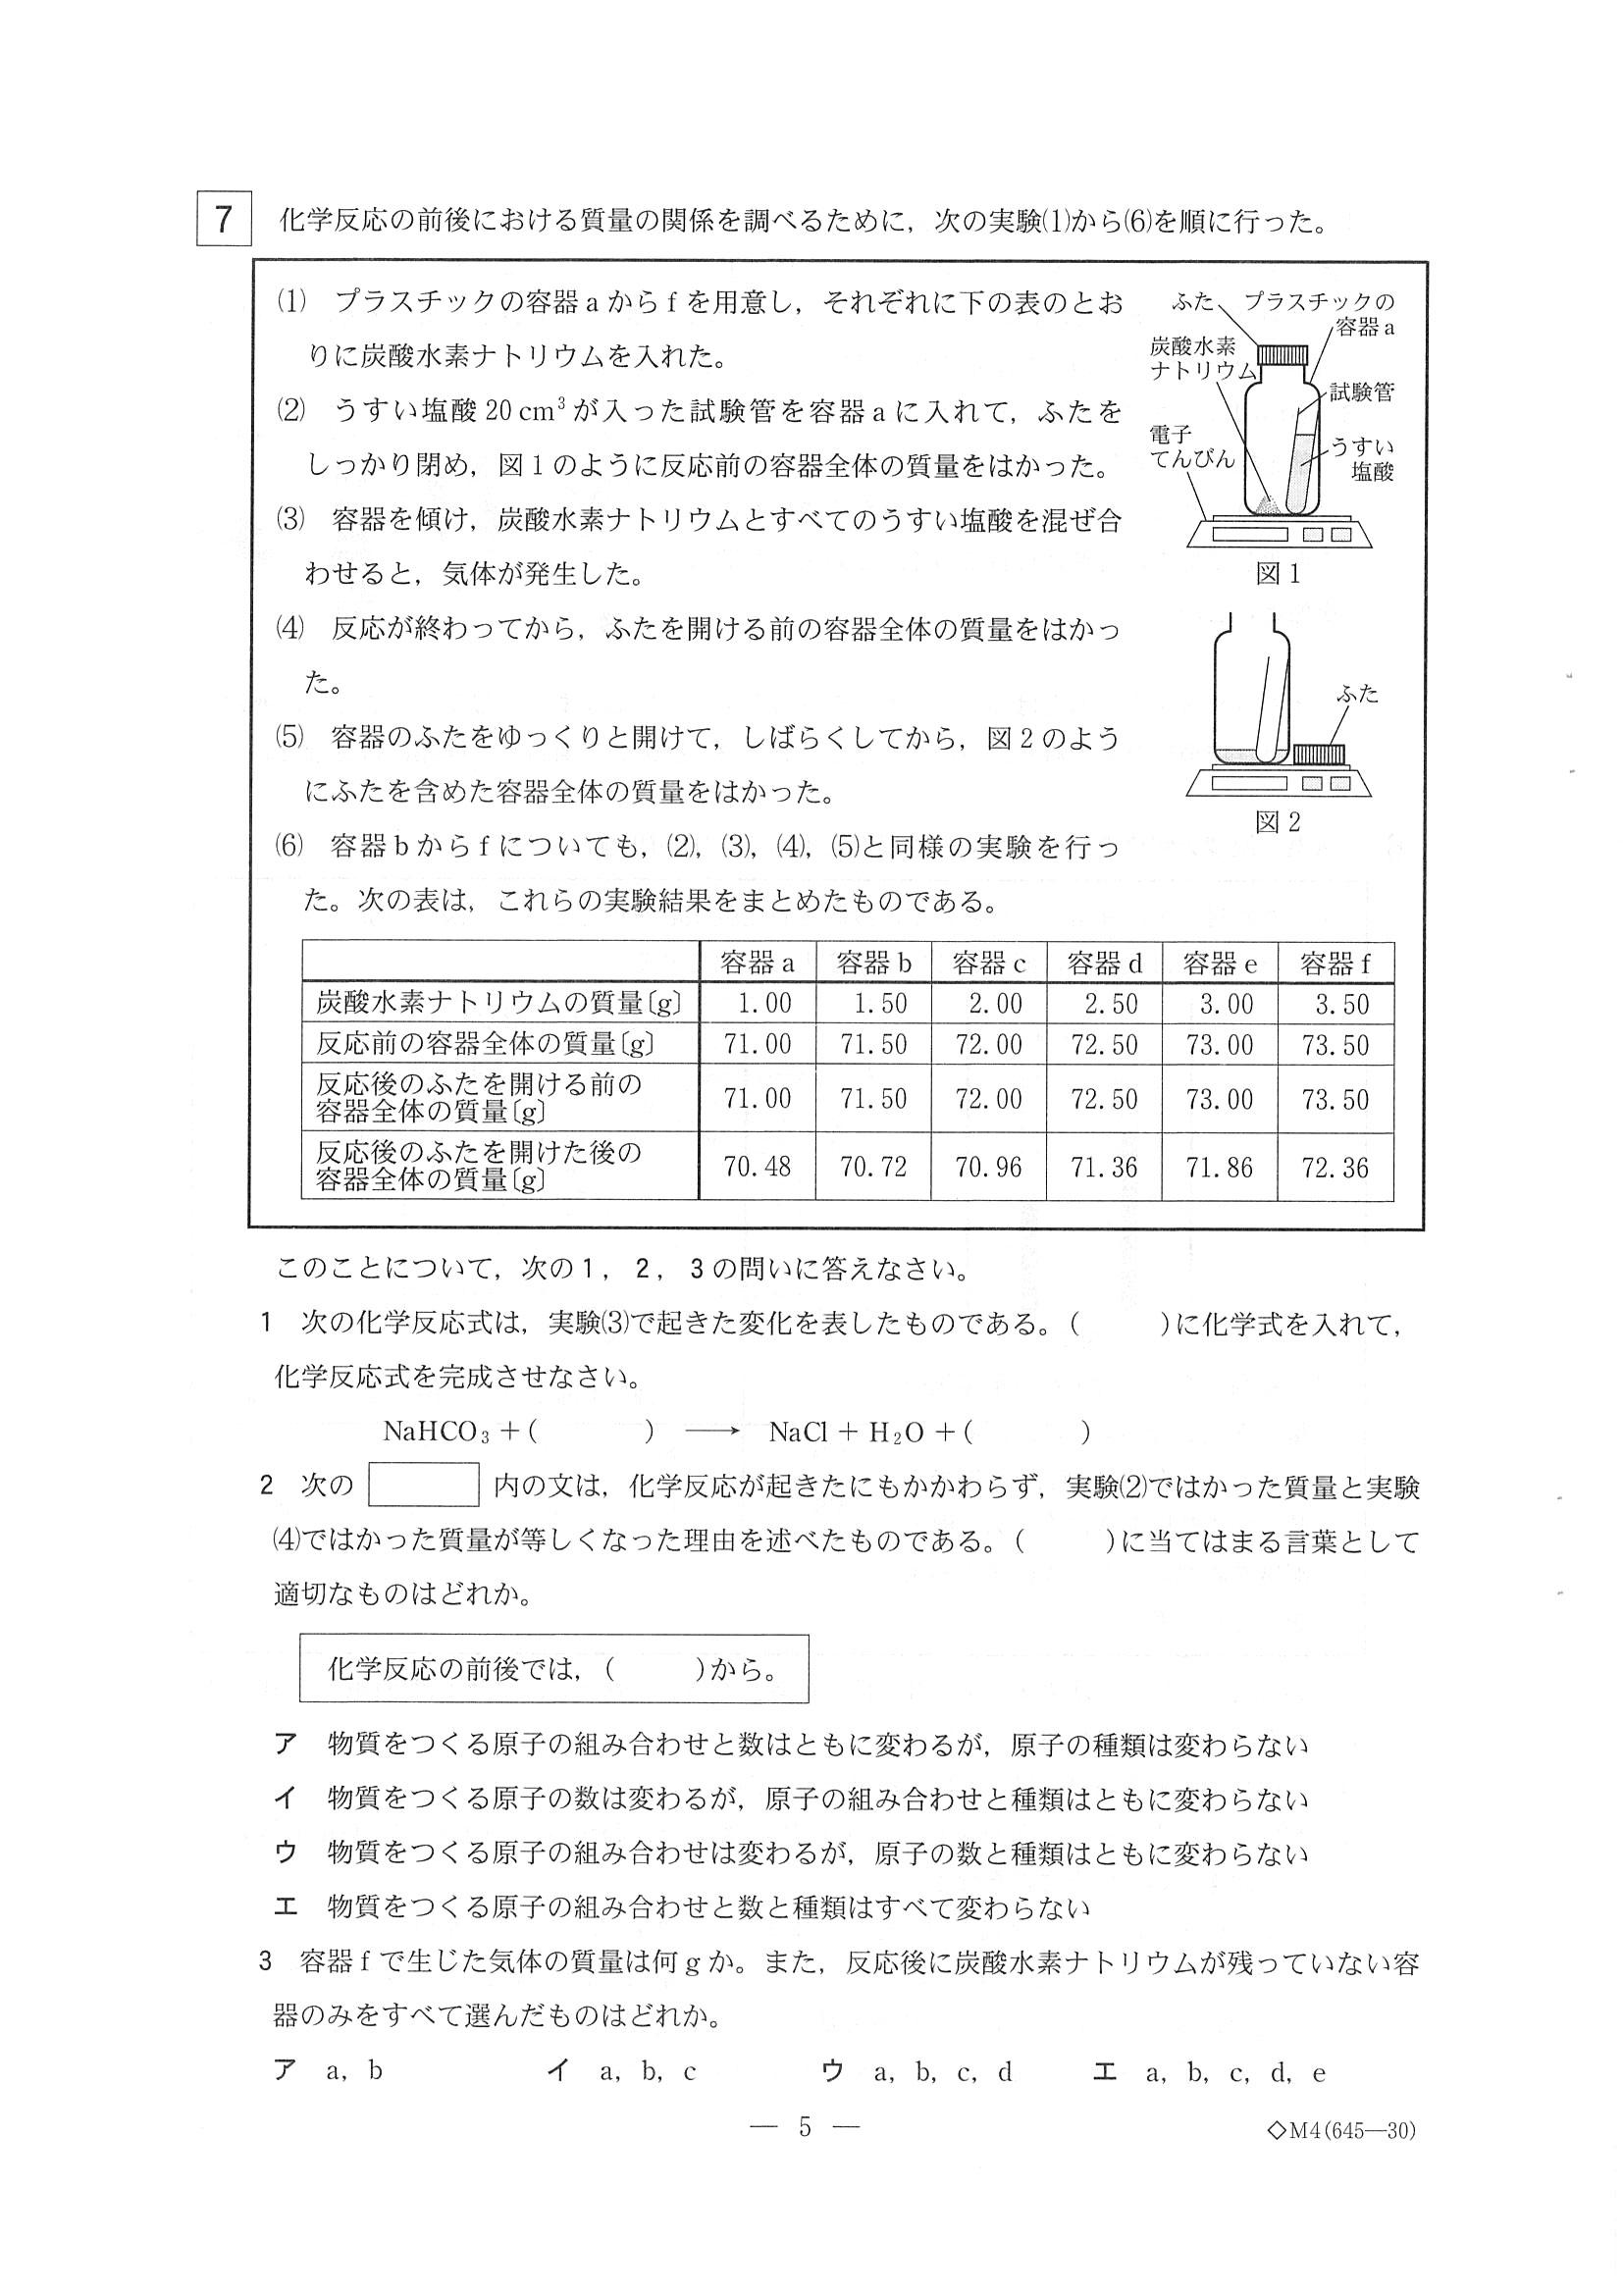 7 化学反応の前後における質量の関係を調べるために，次の実験⑴から⑹を順に行った。
⑴ プラスチックの容器aからfを用意し，それぞれに下の表のとお
りに炭酸水素ナトリウムを入れた。
⑵ うすい塩酸20cm³が入った試験管を容器aに入れて，ふたを
しっかり閉め，図1のように反応前の容器全体の質量をはかった。
⑶ 容器を傾け，炭酸水素ナトリウムとすべてのうすい塩酸を混ぜ合
わせると，気体が発生した。
⑷ 反応が終わってから，ふたを開ける前の容器全体の質量をはかっ
た。
⑸ 容器のふたをゆっくりと開けて，しばらくしてから，図2のよう
にふたを含めた容器全体の質量をはかった。
⑹ 容器bからfについても，⑵，⑶，⑷，⑸と同様の実験を行っ
た。次の表は，これらの実験結果をまとめたものである。
ふた
プラスチックの
容器a
炭酸水素
ナトリウム
試験管
電子
てんびん
うすい
塩酸
図1
ふた
図2
容器a 容器b 容器c 容器d 容器e 容器f
炭酸水素ナトリウムの質量〔g〕 1.00 1.50 2.00 2.50 3.00 3.50
反応前の容器全体の質量〔g〕 71.00 71.50 72.00 72.50 73.00 73.50
反応後のふたを開ける前の
容器全体の質量〔g〕 71.00 71.50 72.00 72.50 73.00 73.50
反応後のふたを開けた後の
容器全体の質量〔g〕 70.48 70.72 70.96 71.36 71.86 72.36
このことについて，次の1，2，3の問いに答えなさい。
1 次の化学反応式は，実験⑶で起きた変化を表したものである。（　　）に化学式を入れて，
化学反応式を完成させなさい。
NaHCO₃ +（　　） ⟶ NaCl + H₂O +（　　）
2 次の 内の文は，化学反応が起きたにもかかわらず，実験⑵ではかった質量と実験
⑷ではかった質量が等しくなった理由を述べたものである。（　　）に当てはまる言葉として
適切なものはどれか。
化学反応の前後では，（　　）から。
ア 物質をつくる原子の組み合わせと数はともに変わるが，原子の種類は変わらない
イ 物質をつくる原子の数は変わるが，原子の組み合わせと種類はともに変わらない
ウ 物質をつくる原子の組み合わせは変わるが，原子の数と種類はともに変わらない
エ 物質をつくる原子の組み合わせと数と種類はすべて変わらない
3 容器fで生じた気体の質量は何gか。また，反応後に炭酸水素ナトリウムが残っていない容
器のみをすべて選んだものはどれか。
ア a，b イ a，b，c ウ a，b，c，d エ a，b，c，d，e
― 5 ―
◇M4(645―30)